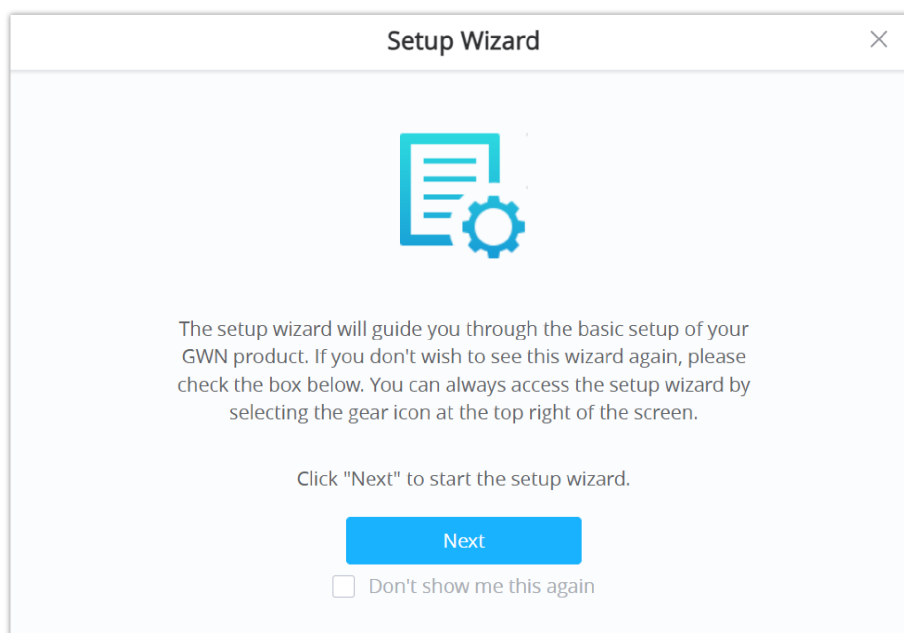 Setup Wizard
The setup wizard will guide you through the basic setup of your
GWN product. If you don't wish to see this wizard again, please
check the box below. You can always access the setup wizard by
selecting the gear icon at the top right of the screen.
Click "Next" to start the setup wizard.
Next
Don't show me this again